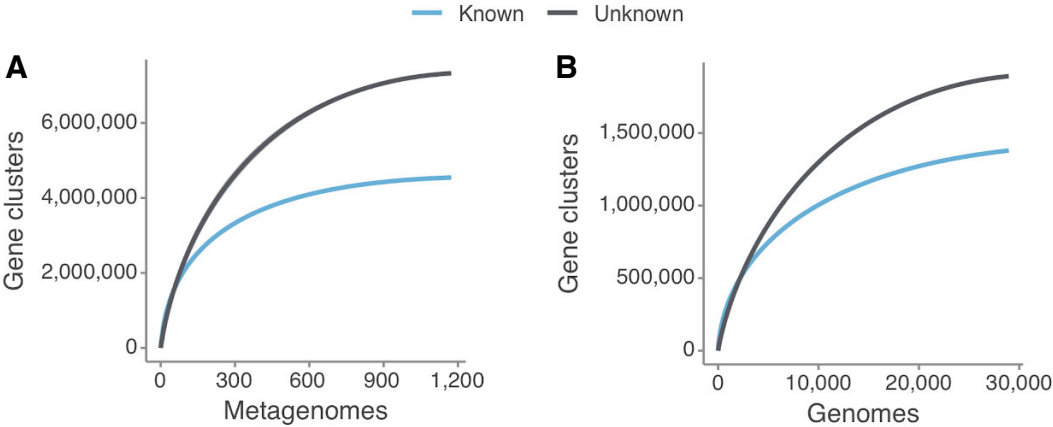 Known Unknown
A
Gene clusters
6,000,000
4,000,000
2,000,000
0
0 300 600 900 1,200
Metagenomes
B
Gene clusters
1,500,000
1,000,000
500,000
0
0 10,000 20,000 30,000
Genomes